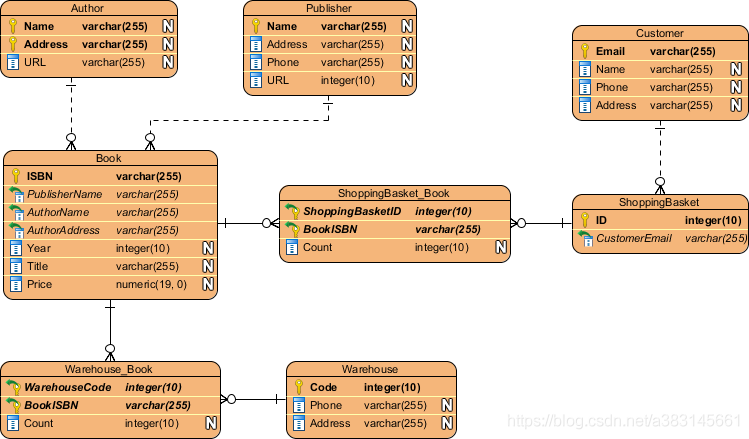 Author
Name varchar(255) N
Address varchar(255) N
URL varchar(255) N
Publisher
Name varchar(255) N
Address varchar(255) N
Phone varchar(255) N
URL integer(10) N
Customer
Email varchar(255)
Name varchar(255) N
Phone varchar(255) N
Address varchar(255) N
Book
ISBN varchar(255)
PublisherName varchar(255)
AuthorName varchar(255)
AuthorAddress varchar(255)
Year integer(10) N
Title varchar(255) N
Price numeric(19, 0) N
ShoppingBasket_Book
ShoppingBasketID integer(10)
BookISBN varchar(255)
Count integer(10) N
ShoppingBasket
ID integer(10)
CustomerEmail varchar(255)
Warehouse_Book
WarehouseCode integer(10)
BookISBN varchar(255)
Count integer(10) N
Warehouse
Code integer(10)
Phone varchar(255) N
Address varchar(255) N
https://blog.csdn.net/a383145661